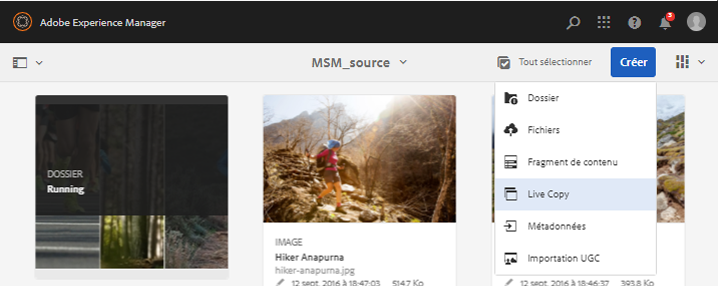 Adobe Experience Manager
3
MSM_source
Tout sélectionner
Créer
Dossier
Fichiers
Fragment de contenu
Live Copy
Métadonnées
Importation UGC
DOSSIER
Running
IMAGE
Hiker Anapurna
hiker-anapurna.jpg
12 sept. 2016 à 18:47:03 514.7 Ko
12 sept. 2016 à 18:46:37 393.8 Ko